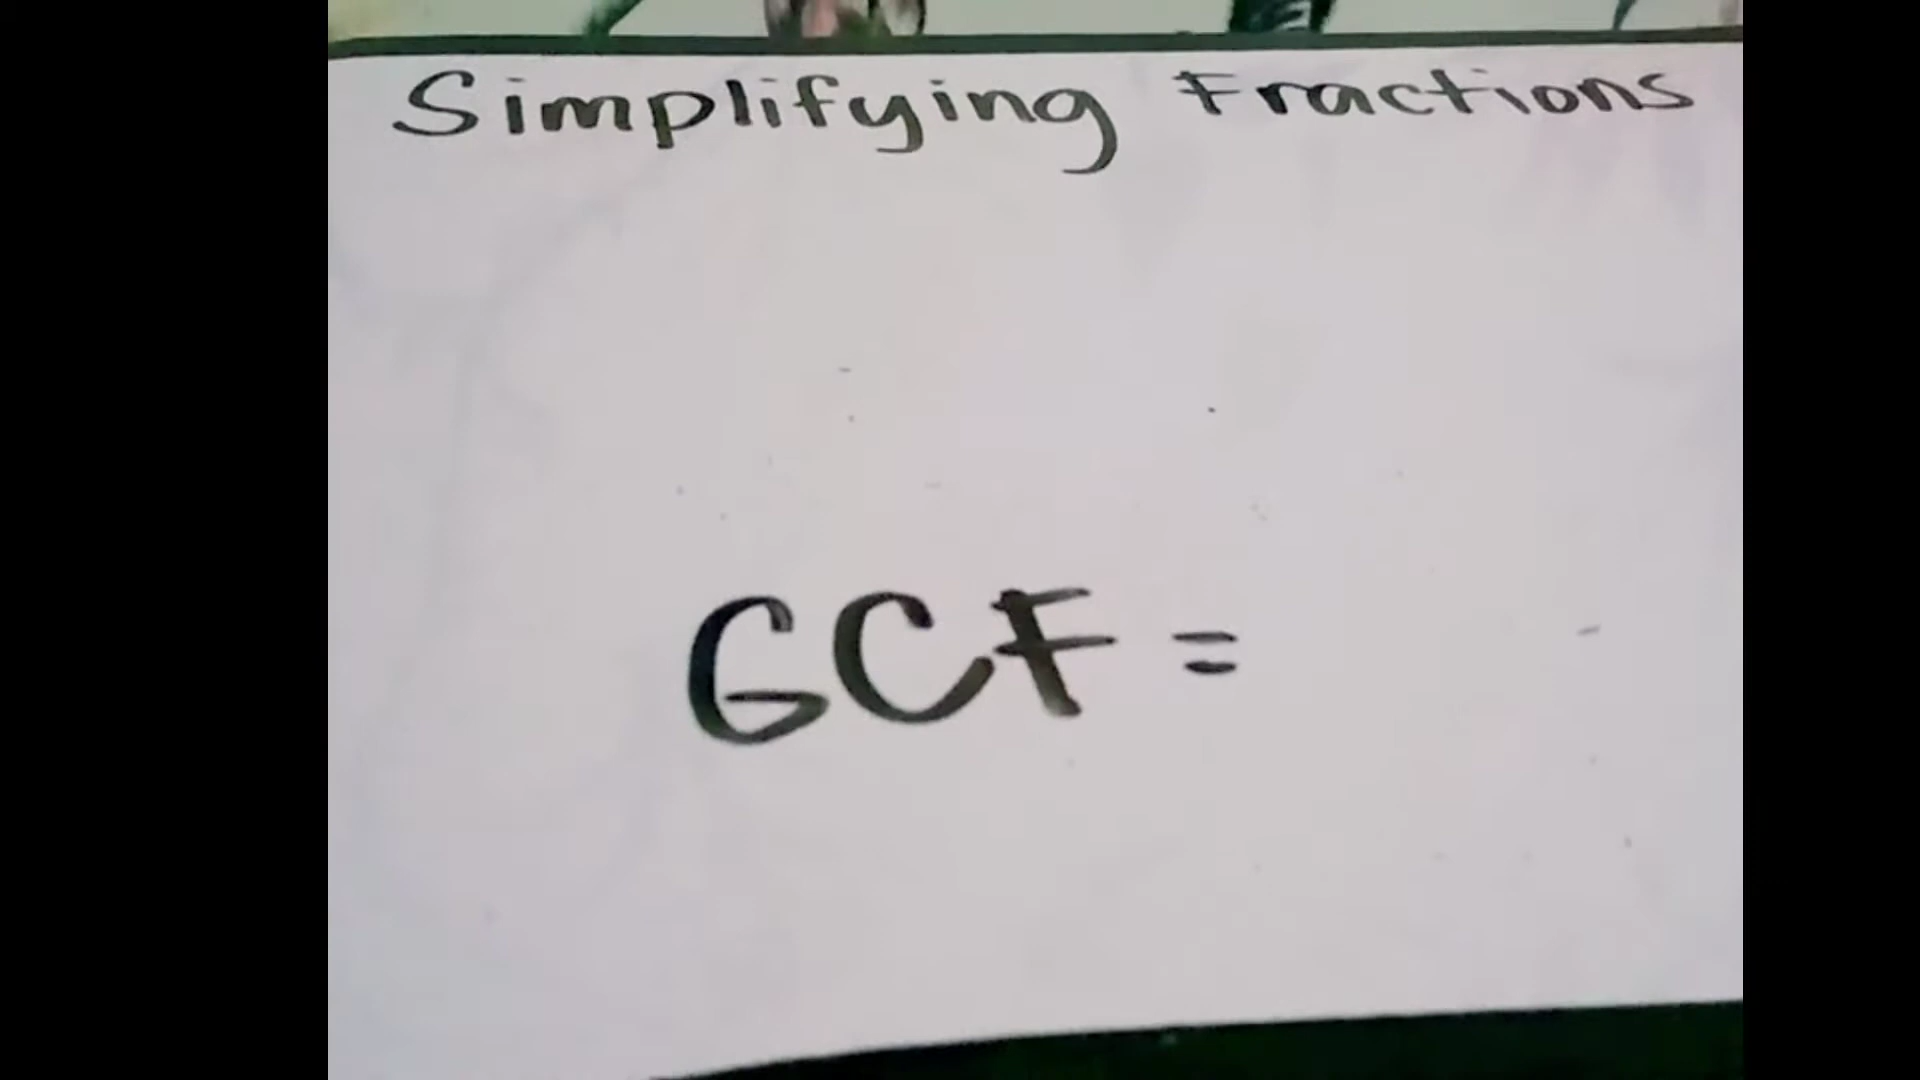 Simplifying Fractions
GCF =